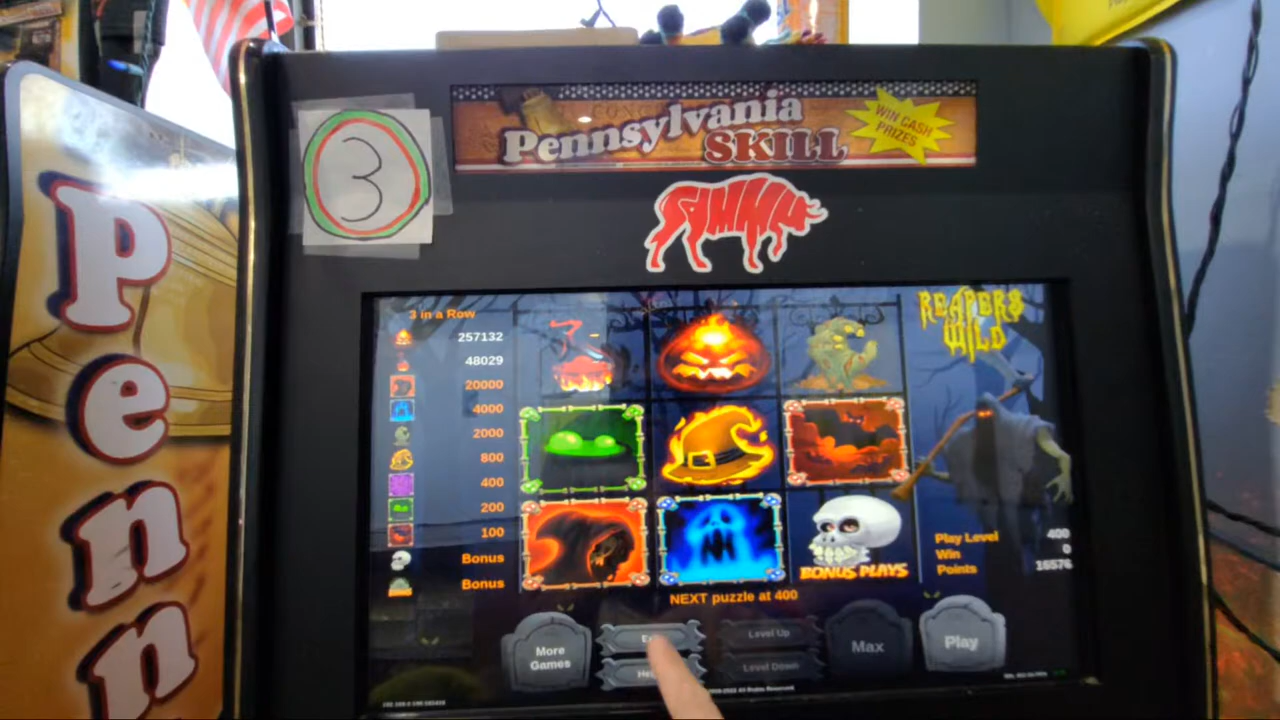 Pennsylvania
SKILL
WIN CASH
PRIZES
3
SAMMY
Penn
3 in a Row
257132
48029
20000
4000
2000
800
400
200
100
Bonus
Bonus
REAPERS
WILD
BONUS PLAYS
Play Level 400
Win 0
Points 16576
NEXT puzzle at 400
More
Games
Level Up
Level Down
Max
Play